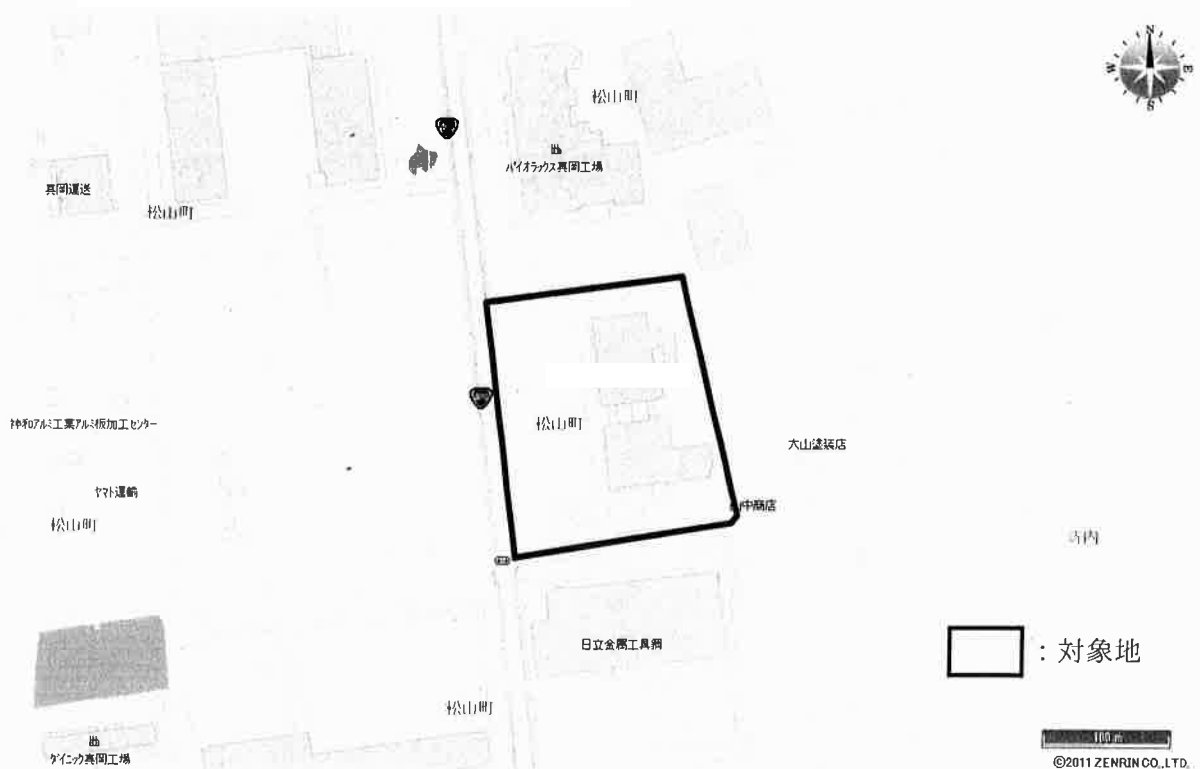 N
E
S
W
松山町
パイオラックス真岡工場
真岡運送
松山町
松山町
神和アルミ工業アルミ板加工センター
大山塗装店
ヤマト運輸
中商店
松山町
寺内
日立金属工具鋼
：対象地
松山町
ダイニック真岡工場
100 m
©2011 ZENRIN CO.,LTD.